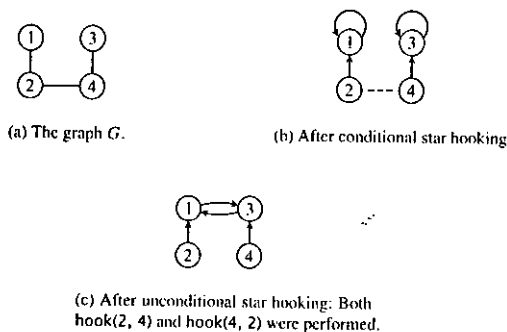 1 3
2 4
(a) The graph G.
1 3
2 4
(b) After conditional star hooking
1 3
2 4
(c) After unconditional star hooking: Both
hook(2, 4) and hook(4, 2) were performed.